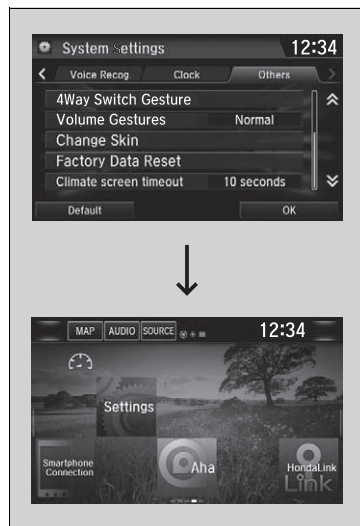 System Settings 12:34
Voice Recog. Clock Others
4Way Switch Gesture
Volume Gestures Normal
Change Skin
Factory Data Reset
Climate screen timeout 10 seconds
Default OK
MAP AUDIO SOURCE 12:34
Settings
Smartphone
Connection
Aha
HondaLink
Link